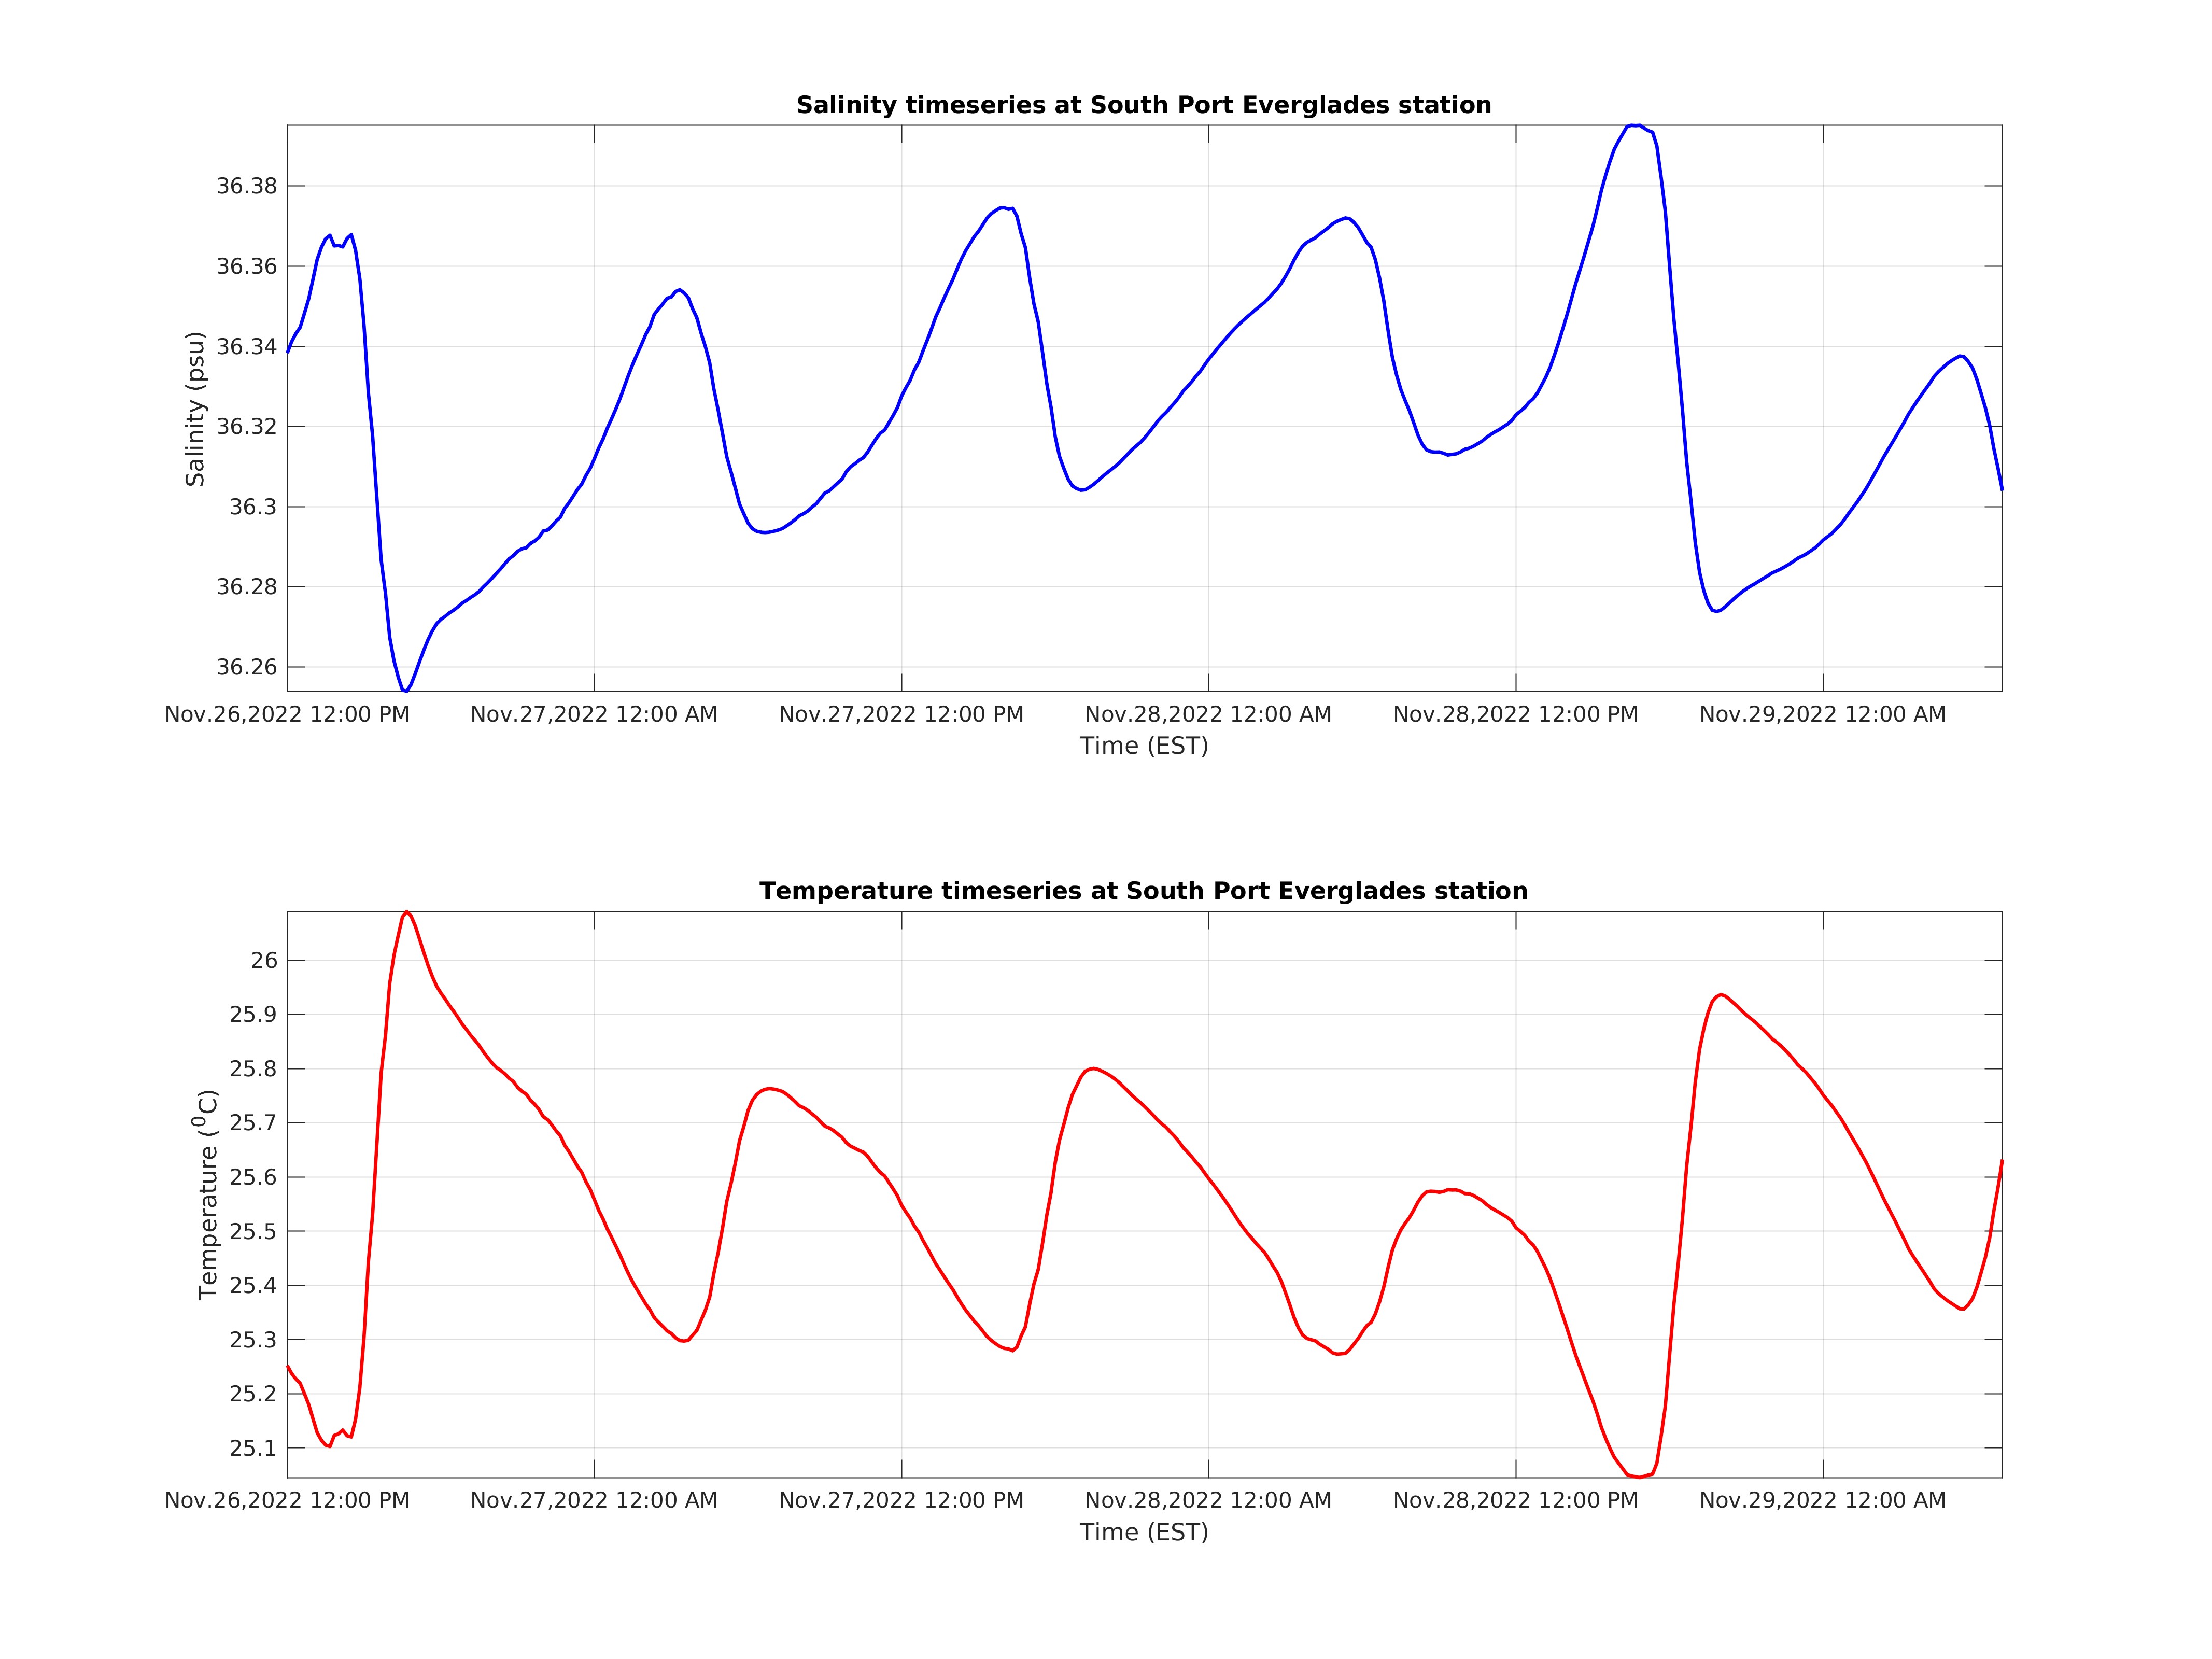 Salinity timeseries at South Port Everglades station
36.38
36.36
36.34
36.32
36.3
36.28
36.26
Salinity (psu)
Nov.26,2022 12:00 PM Nov.27,2022 12:00 AM Nov.27,2022 12:00 PM Nov.28,2022 12:00 AM Nov.28,2022 12:00 PM Nov.29,2022 12:00 AM
Time (EST)
Temperature timeseries at South Port Everglades station
26
25.9
25.8
25.7
25.6
25.5
25.4
25.3
25.2
25.1
Temperature (⁰C)
Nov.26,2022 12:00 PM Nov.27,2022 12:00 AM Nov.27,2022 12:00 PM Nov.28,2022 12:00 AM Nov.28,2022 12:00 PM Nov.29,2022 12:00 AM
Time (EST)